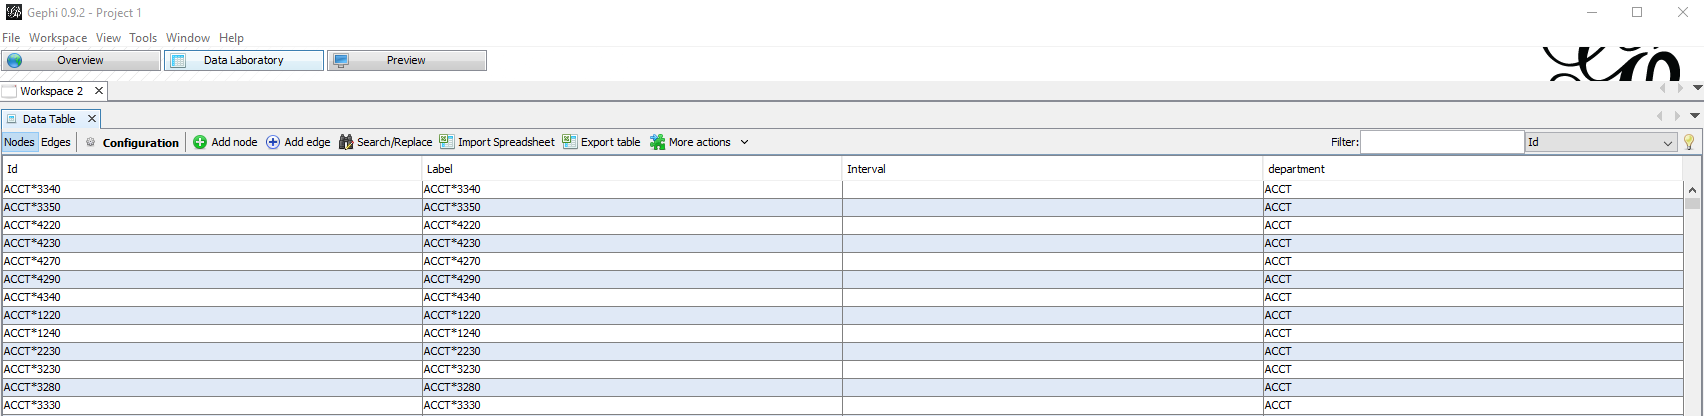 Gephi 0.9.2 - Project 1
File Workspace View Tools Window Help
Overview Data Laboratory Preview
Workspace 2
Data Table
Nodes Edges Configuration Add node Add edge Search/Replace Import Spreadsheet Export table More actions Filter: Id
Id Label Interval department
ACCT*3340 ACCT*3340 ACCT
ACCT*3350 ACCT*3350 ACCT
ACCT*4220 ACCT*4220 ACCT
ACCT*4230 ACCT*4230 ACCT
ACCT*4270 ACCT*4270 ACCT
ACCT*4290 ACCT*4290 ACCT
ACCT*4340 ACCT*4340 ACCT
ACCT*1220 ACCT*1220 ACCT
ACCT*1240 ACCT*1240 ACCT
ACCT*2230 ACCT*2230 ACCT
ACCT*3230 ACCT*3230 ACCT
ACCT*3280 ACCT*3280 ACCT
ACCT*3330 ACCT*3330 ACCT